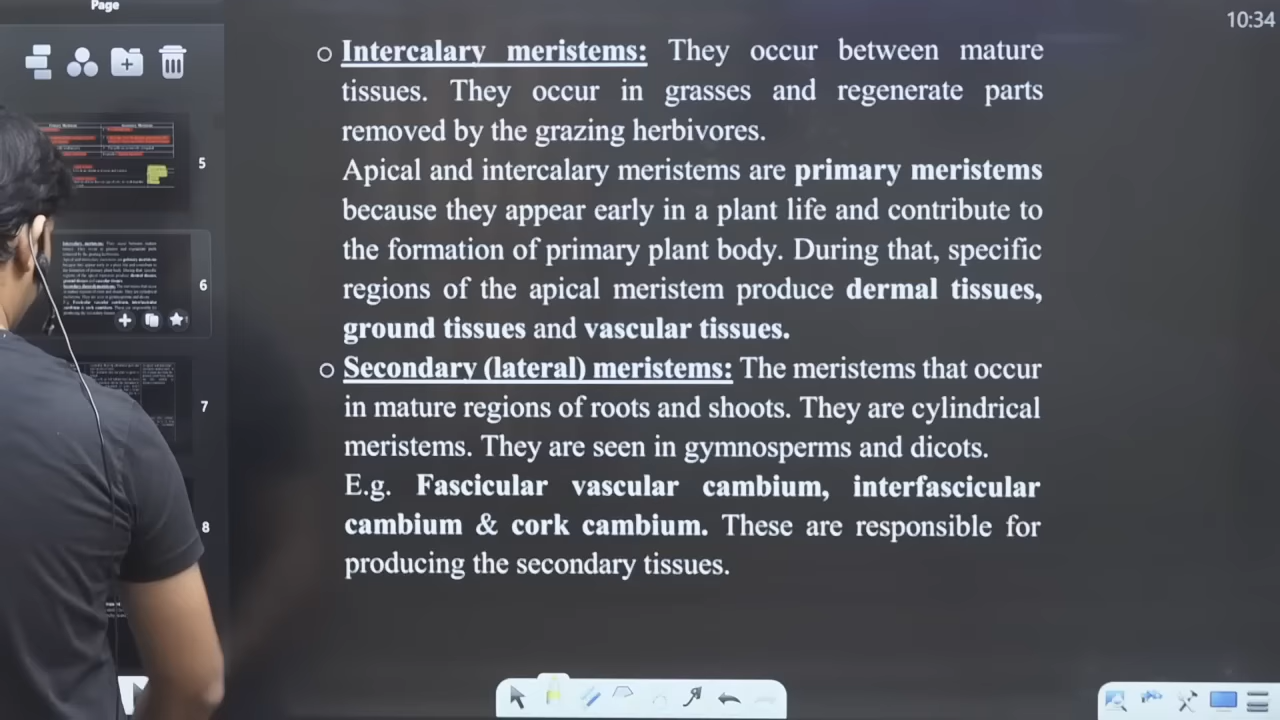 Page
10:34
○ Intercalary meristems: They occur between mature
tissues. They occur in grasses and regenerate parts
removed by the grazing herbivores.
Apical and intercalary meristems are primary meristems
because they appear early in a plant life and contribute to
the formation of primary plant body. During that, specific
regions of the apical meristem produce dermal tissues,
ground tissues and vascular tissues.
○ Secondary (lateral) meristems: The meristems that occur
in mature regions of roots and shoots. They are cylindrical
meristems. They are seen in gymnosperms and dicots.
E.g. Fascicular vascular cambium, interfascicular
cambium & cork cambium. These are responsible for
producing the secondary tissues.
5
6
7
8